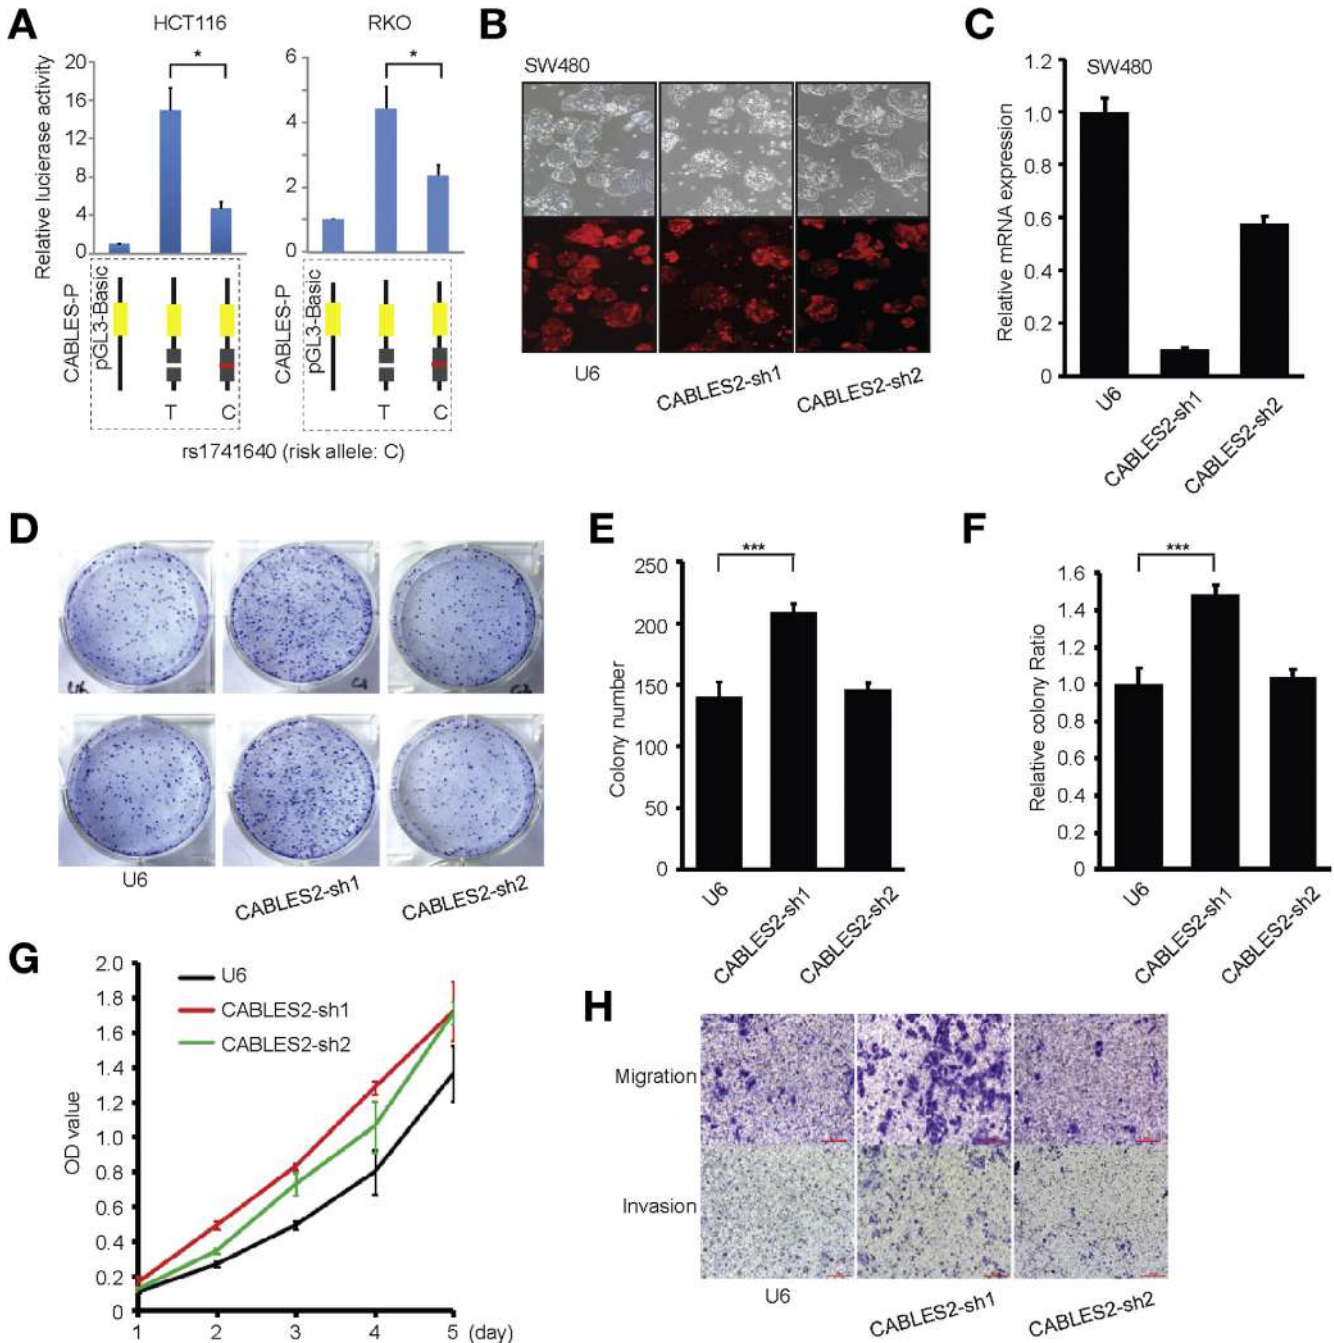 A
HCT116
RKO
Relative lucierase activity
20
16
12
8
4
0
*
6
4
2
0
*
CABLES-P
pGL3-Basic
T
C
CABLES-P
pGL3-Basic
T
C
rs1741640 (risk allele: C)
B
SW480
U6
CABLES2-sh1
CABLES2-sh2
C
SW480
Relative mRNA expression
1.2
1.0
0.8
0.6
0.4
0.2
0
U6
CABLES2-sh1
CABLES2-sh2
D
U6
CABLES2-sh1
CABLES2-sh2
E
***
Colony number
250
200
150
100
50
0
U6
CABLES2-sh1
CABLES2-sh2
F
***
Relative colony Ratio
1.6
1.4
1.2
1.0
0.8
0.6
0.4
0.2
0
U6
CABLES2-sh1
CABLES2-sh2
G
OD value
2.0
1.8
1.6
1.4
1.2
1.0
0.8
0.6
0.4
0.2
0
U6
CABLES2-sh1
CABLES2-sh2
1 2 3 4 5 (day)
H
Migration
Invasion
U6
CABLES2-sh1
CABLES2-sh2